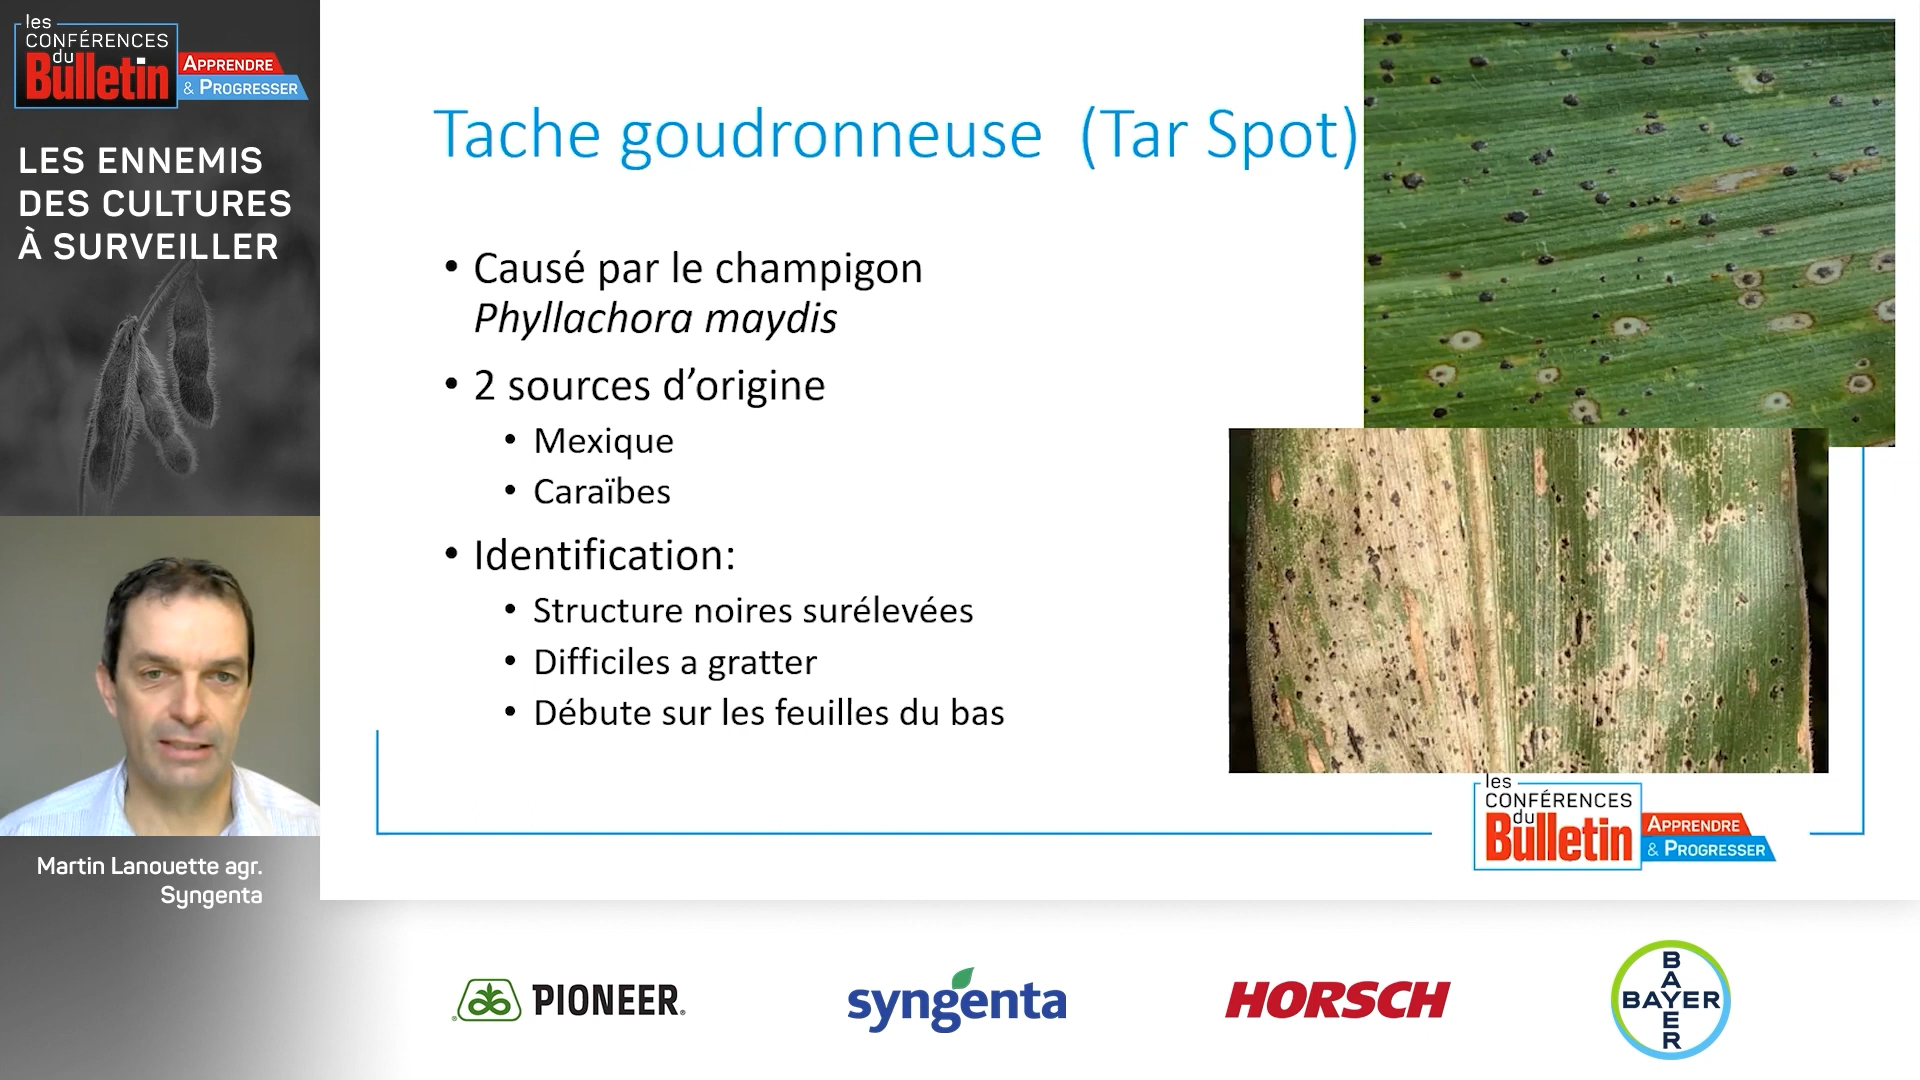 les
CONFÉRENCES
du
Bulletin
APPRENDRE
& PROGRESSER
LES ENNEMIS
DES CULTURES
À SURVEILLER
Martin Lanouette agr.
Syngenta
Tache goudronneuse (Tar Spot)
• Causé par le champigon
Phyllachora maydis
• 2 sources d’origine
• Mexique
• Caraïbes
• Identification:
• Structure noires surélevées
• Difficiles a gratter
• Débute sur les feuilles du bas
les
CONFÉRENCES
du
Bulletin
APPRENDRE
& PROGRESSER
PIONEER
syngenta
HORSCH
BAYER
BAYER